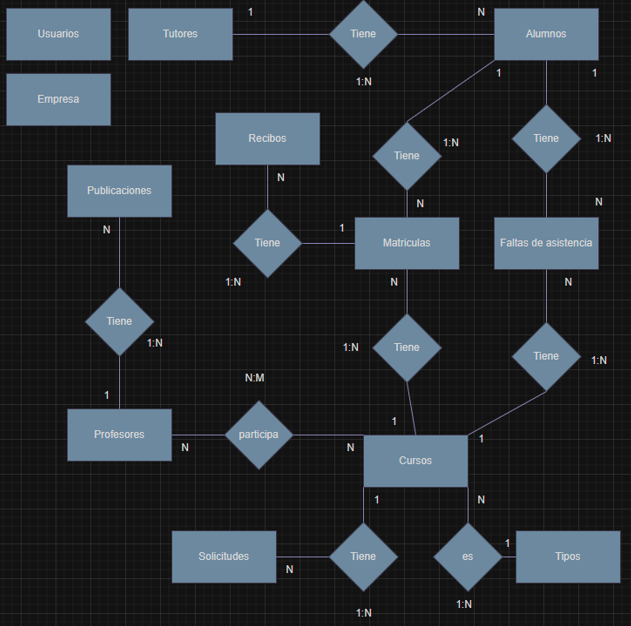 Usuarios
Tutores
1
Tiene
N
Alumnos
1:N
1
1
Empresa
Recibos
Tiene
1:N
Tiene
1:N
N
Publicaciones
N
N
N
Tiene
1
Matriculas
Faltas de asistencia
1:N
N
N
Tiene
1:N
1:N
Tiene
Tiene
1:N
N:M
1
1
Profesores
N
participa
N
1
Cursos
1
N
Solicitudes
N
Tiene
es
1
Tipos
1:N
1:N